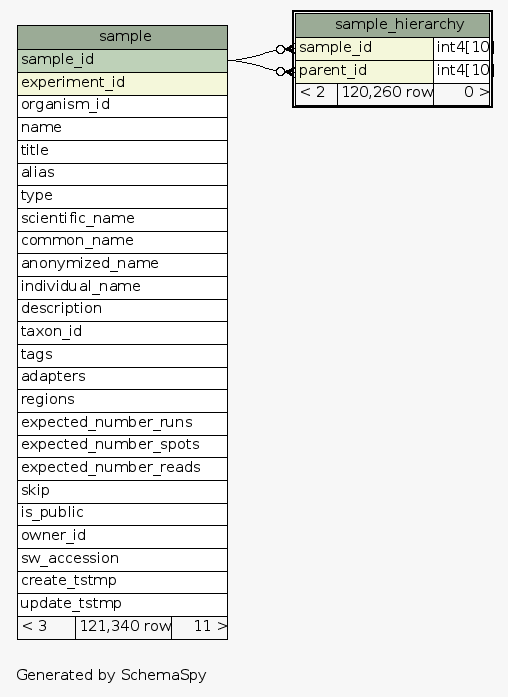 sample
sample_id
experiment_id
organism_id
name
title
alias
type
scientific_name
common_name
anonymized_name
individual_name
description
taxon_id
tags
adapters
regions
expected_number_runs
expected_number_spots
expected_number_reads
skip
is_public
owner_id
sw_accession
create_tstmp
update_tstmp
< 3 121,340 row 11 >
sample_hierarchy
sample_id int4[10]
parent_id int4[10]
< 2 120,260 row 0 >
Generated by SchemaSpy